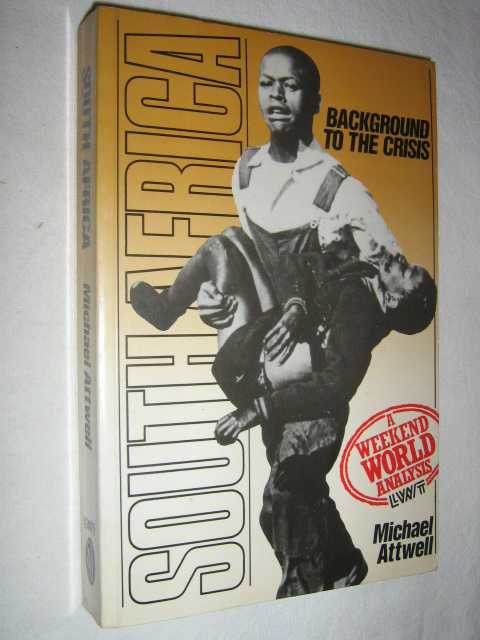 SOUTH AFRICA Michael Attwell
SOUTH AFRICA
BACKGROUND
TO THE CRISIS
A
WEEKEND
WORLD
ANALYSIS
LWT
Michael
Attwell